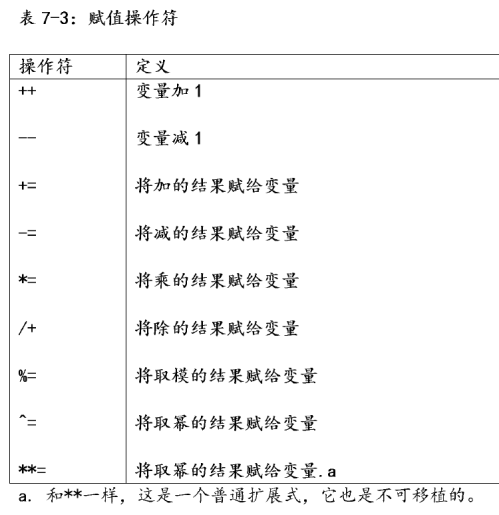 表 7-3：赋值操作符
操作符 定义
++ 变量加 1
-- 变量减 1
+= 将加的结果赋给变量
-= 将减的结果赋给变量
*= 将乘的结果赋给变量
/+ 将除的结果赋给变量
%= 将取模的结果赋给变量
^= 将取幂的结果赋给变量
**= 将取幂的结果赋给变量.a
a. 和**一样，这是一个普通扩展式，它也是不可移植的。